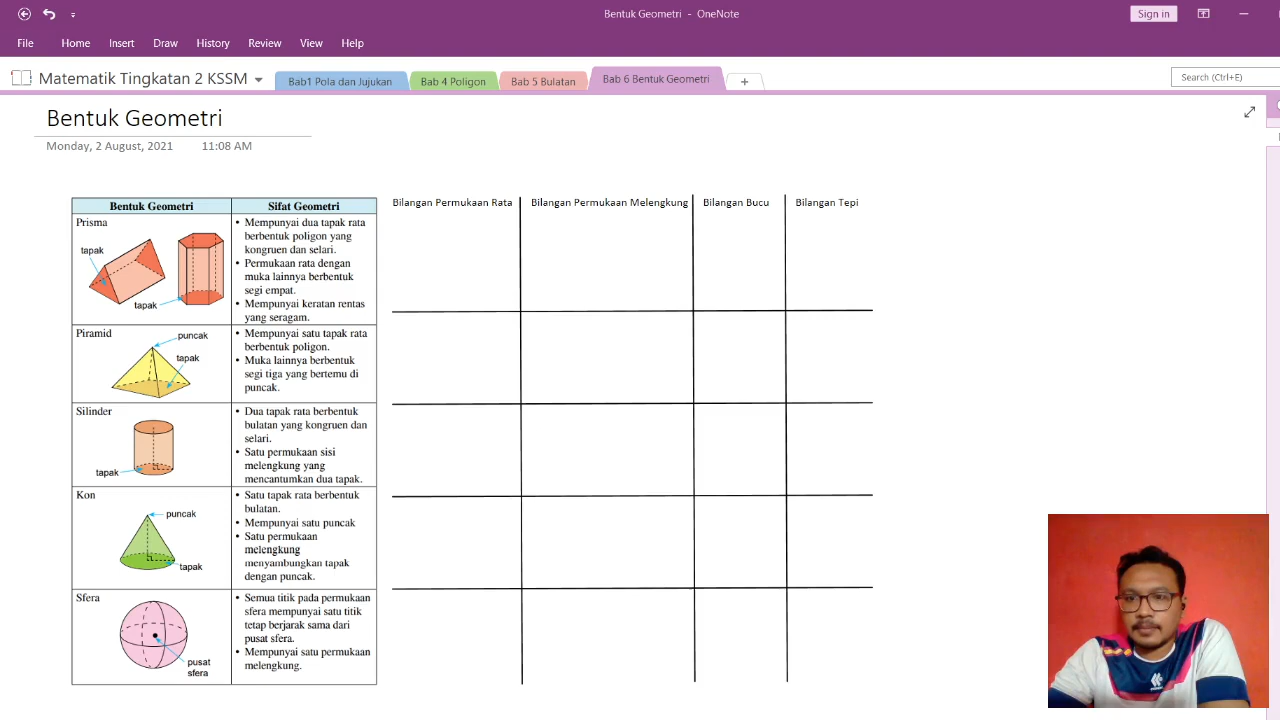 Bentuk Geometri - OneNote
Sign in
File Home Insert Draw History Review View Help
Matematik Tingkatan 2 KSSM
Bab1 Pola dan Jujukan
Bab 4 Poligon
Bab 5 Bulatan
Bab 6 Bentuk Geometri
Search (Ctrl+E)
Bentuk Geometri
Monday, 2 August, 2021 11:08 AM
Bentuk Geometri
Sifat Geometri
Bilangan Permukaan Rata
Bilangan Permukaan Melengkung
Bilangan Bucu
Bilangan Tepi
Prisma
tapak
tapak
• Mempunyai dua tapak rata
berbentuk poligon yang
kongruen dan selari.
• Permukaan rata dengan
muka lainnya berbentuk
segi empat.
• Mempunyai keratan rentas
yang seragam.
Piramid
puncak
tapak
• Mempunyai satu tapak rata
berbentuk poligon.
• Muka lainnya berbentuk
segi tiga yang bertemu di
puncak.
Silinder
tapak
• Dua tapak rata berbentuk
bulatan yang kongruen dan
selari.
• Satu permukaan sisi
melengkung yang
mencantumkan dua tapak.
Kon
puncak
tapak
• Satu tapak rata berbentuk
bulatan.
• Mempunyai satu puncak
• Satu permukaan
melengkung
menyambungkan tapak
dengan puncak.
Sfera
pusat
sfera
• Semua titik pada permukaan
sfera mempunyai satu titik
tetap berjarak sama dari
pusat sfera.
• Mempunyai satu permukaan
melengkung.